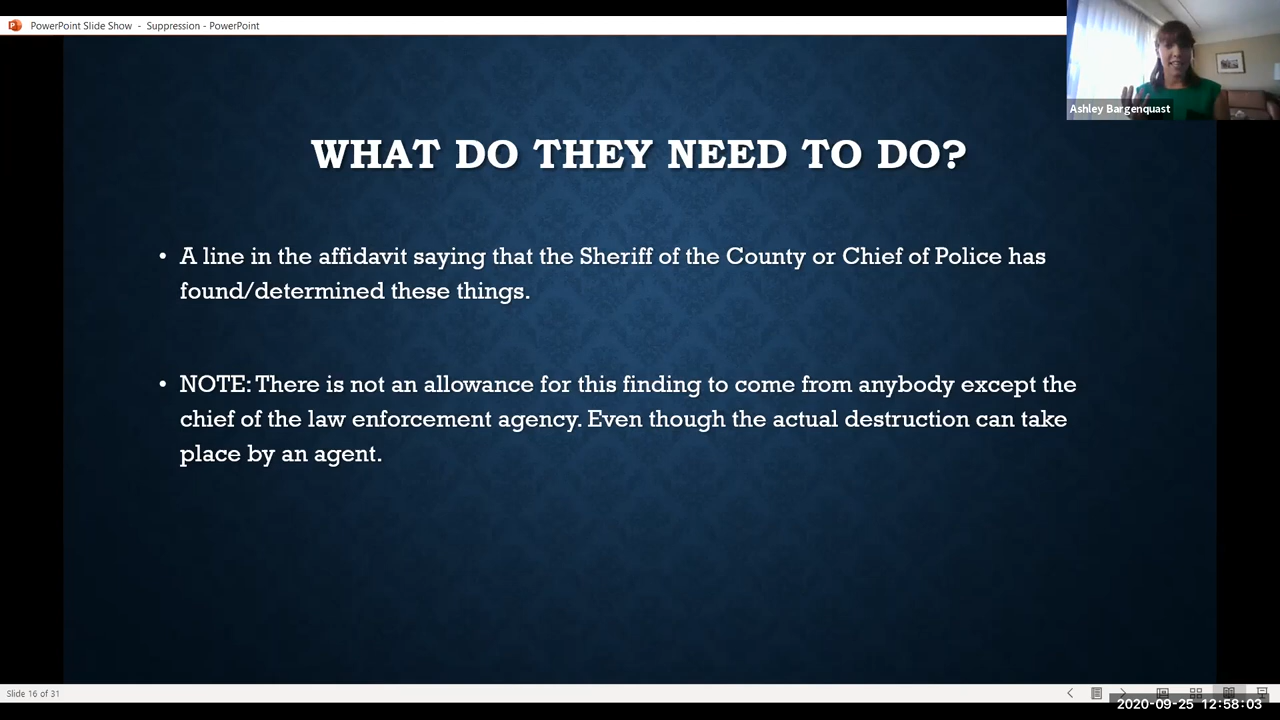 PowerPoint Slide Show - Suppression - PowerPoint
Ashley Bargenquast
WHAT DO THEY NEED TO DO?
• A line in the affidavit saying that the Sheriff of the County or Chief of Police has
found/determined these things.
• NOTE: There is not an allowance for this finding to come from anybody except the
chief of the law enforcement agency. Even though the actual destruction can take
place by an agent.
Slide 16 of 31
2020-09-25 12:58:03